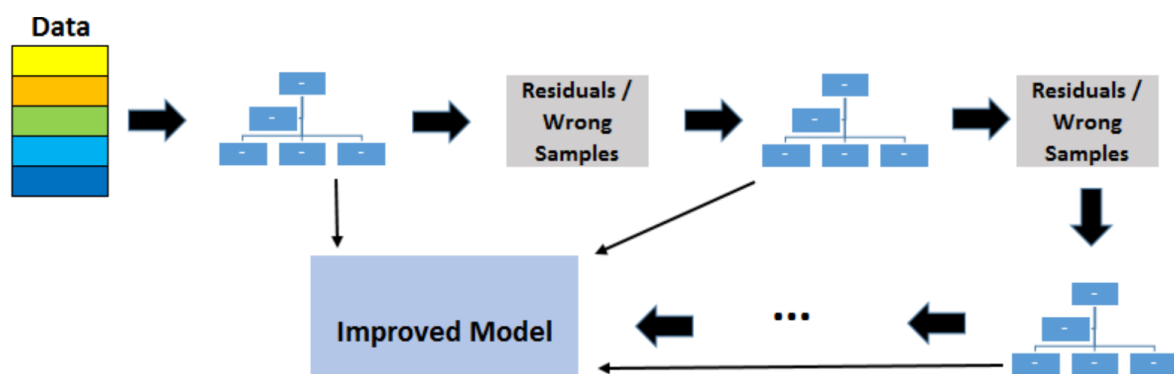 Data
-
-
-
-
-
Residuals /
Wrong
Samples
-
-
-
-
-
Residuals /
Wrong
Samples
-
-
-
-
-
...
Improved Model